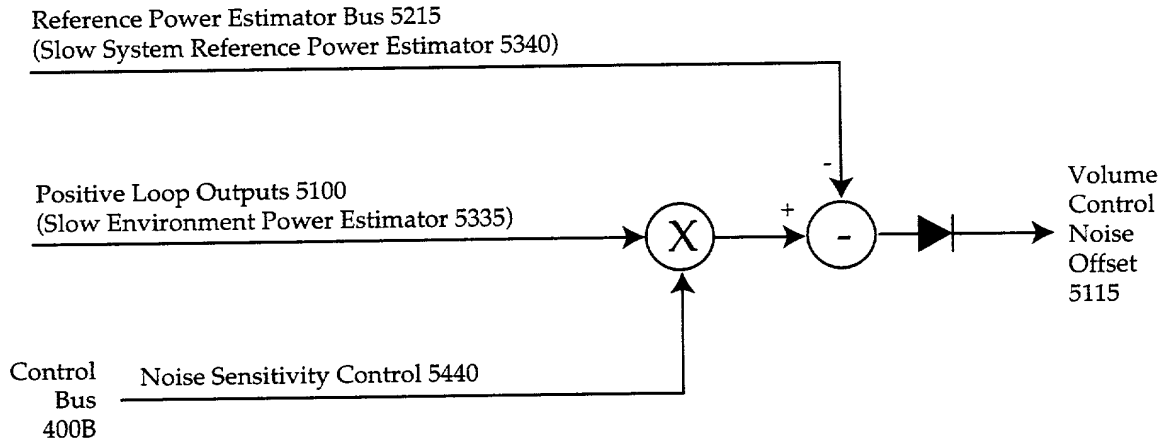 Reference Power Estimator Bus 5215
(Slow System Reference Power Estimator 5340)
-
Positive Loop Outputs 5100
(Slow Environment Power Estimator 5335)
X
+
-
Volume
Control
Noise
Offset
5115
Control
Bus
400B
Noise Sensitivity Control 5440